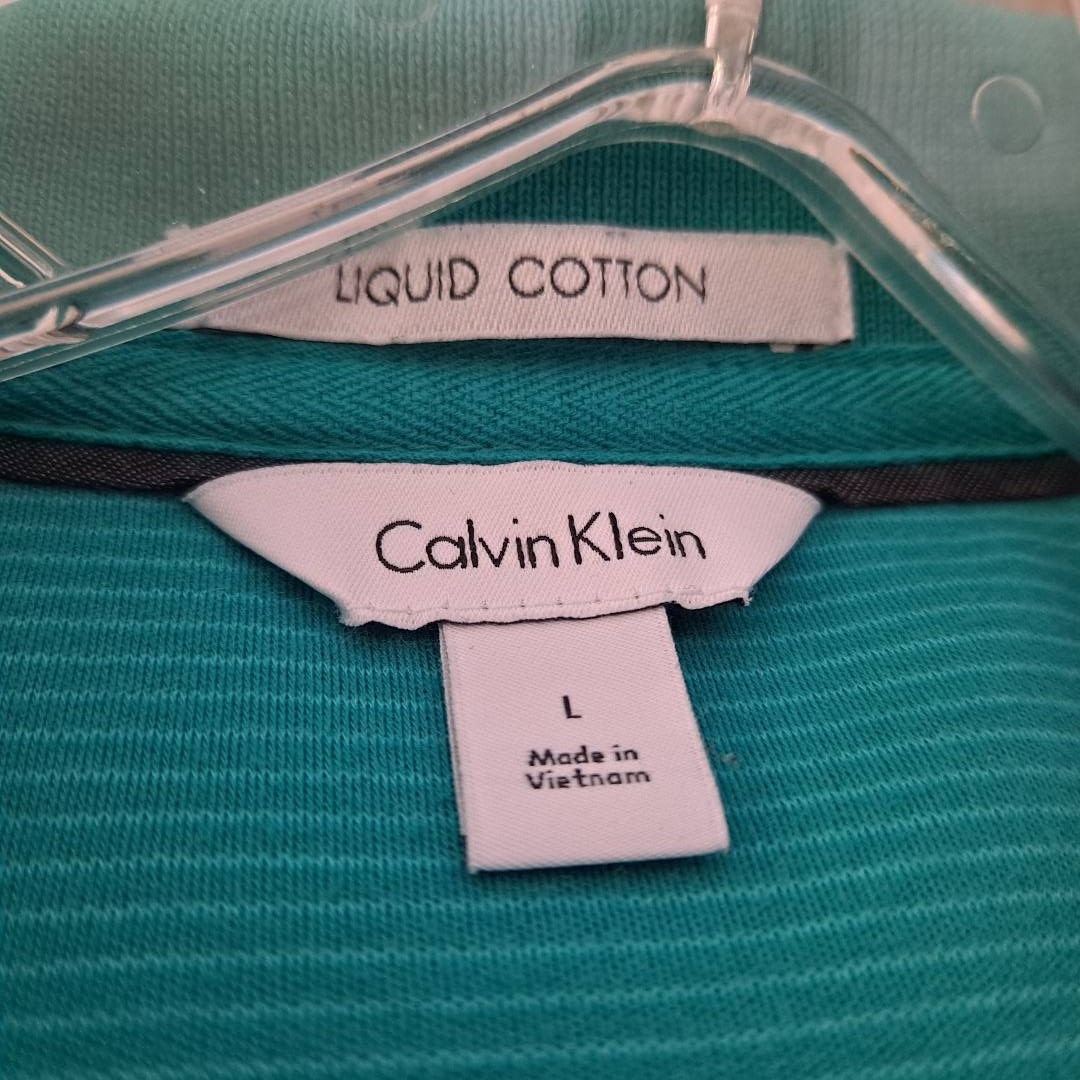 LIQUID COTTON
Calvin Klein
L
Made in
Vietnam